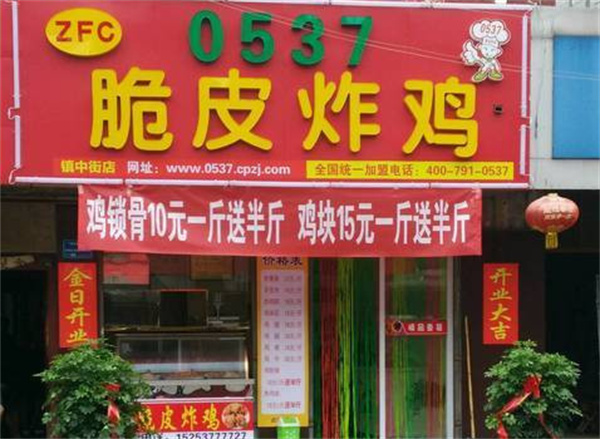 ZFC
0537
0537
脆皮炸鸡
镇中街店 网址：www.0537.cpzj.com 全国统一加盟电话：400-791-0537
鸡锁骨10元一斤送半斤 鸡块15元一斤送半斤
价格表
今日开业
开业大吉
脆皮炸鸡
15253777727